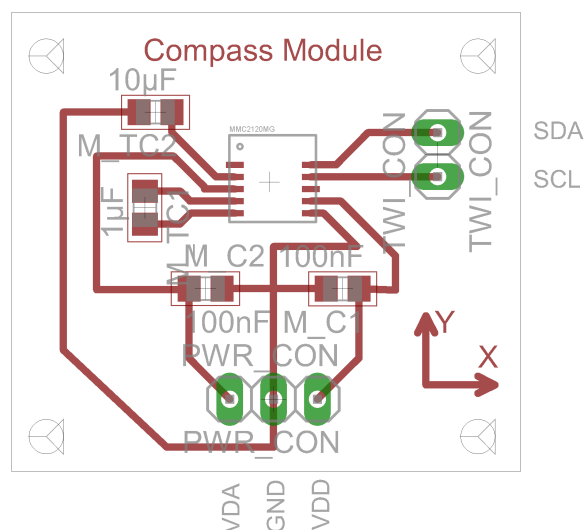 Compass Module
10µF
MMC2120MG
M_TC2
TWI_CON
TWI_CON
SDA
SCL
1µF
M_TC1
M_C2
100nF
100nF
M_C1
PWR_CON
Y
X
PWR_CON
VDA
GND
VDD